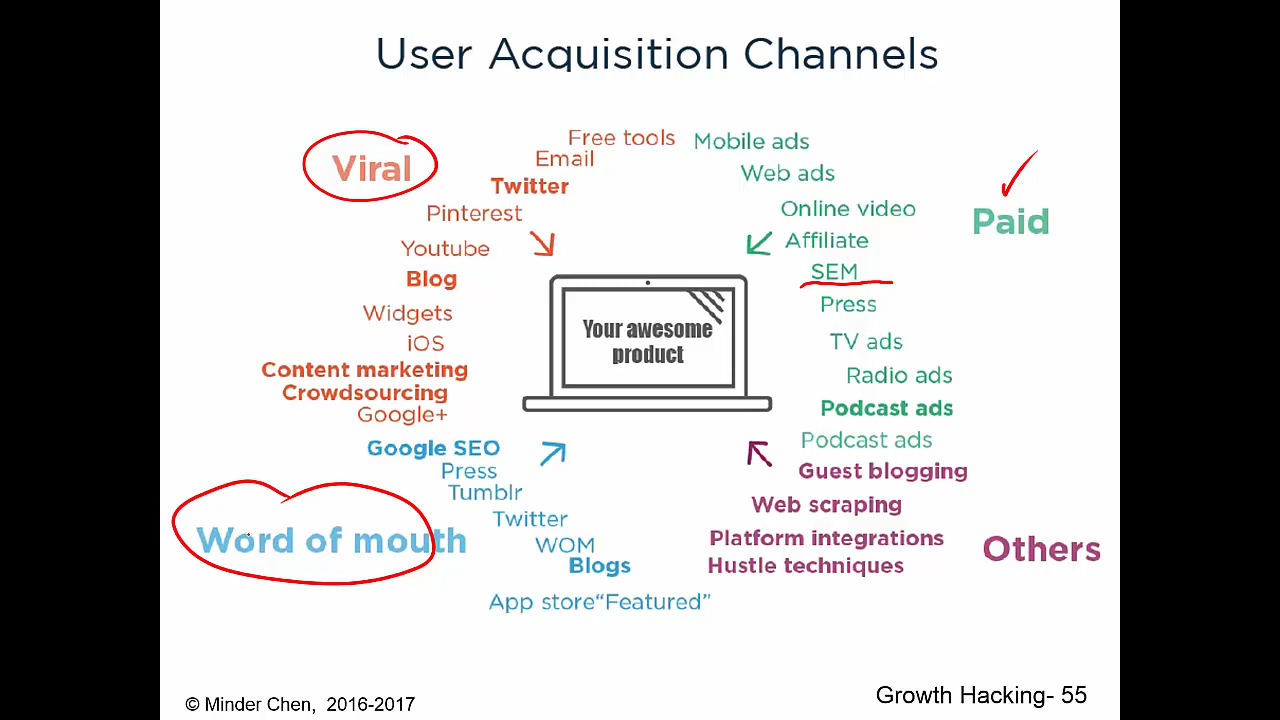 User Acquisition Channels
Viral
Free tools
Email
Twitter
Pinterest
Youtube
Blog
Widgets
iOS
Content marketing
Crowdsourcing
Google+
Mobile ads
Web ads
Online video
Affiliate
SEM
Press
TV ads
Radio ads
Podcast ads
Podcast ads
Paid
Your awesome
product
Google SEO
Press
Tumblr
Twitter
WOM
Blogs
App store“Featured”
Word of mouth
Guest blogging
Web scraping
Platform integrations
Hustle techniques
Others
© Minder Chen, 2016-2017
Growth Hacking- 55